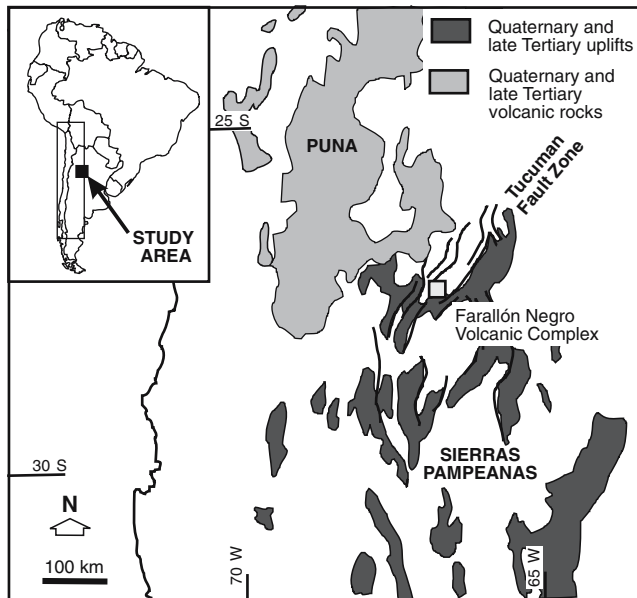 Quaternary and
late Tertiary uplifts
Quaternary and
late Tertiary
volcanic rocks
25 S
PUNA
Tucuman
Fault Zone
STUDY
AREA
Farallón Negro
Volcanic Complex
SIERRAS
PAMPEANAS
30 S
N
100 km
70 W
65 W